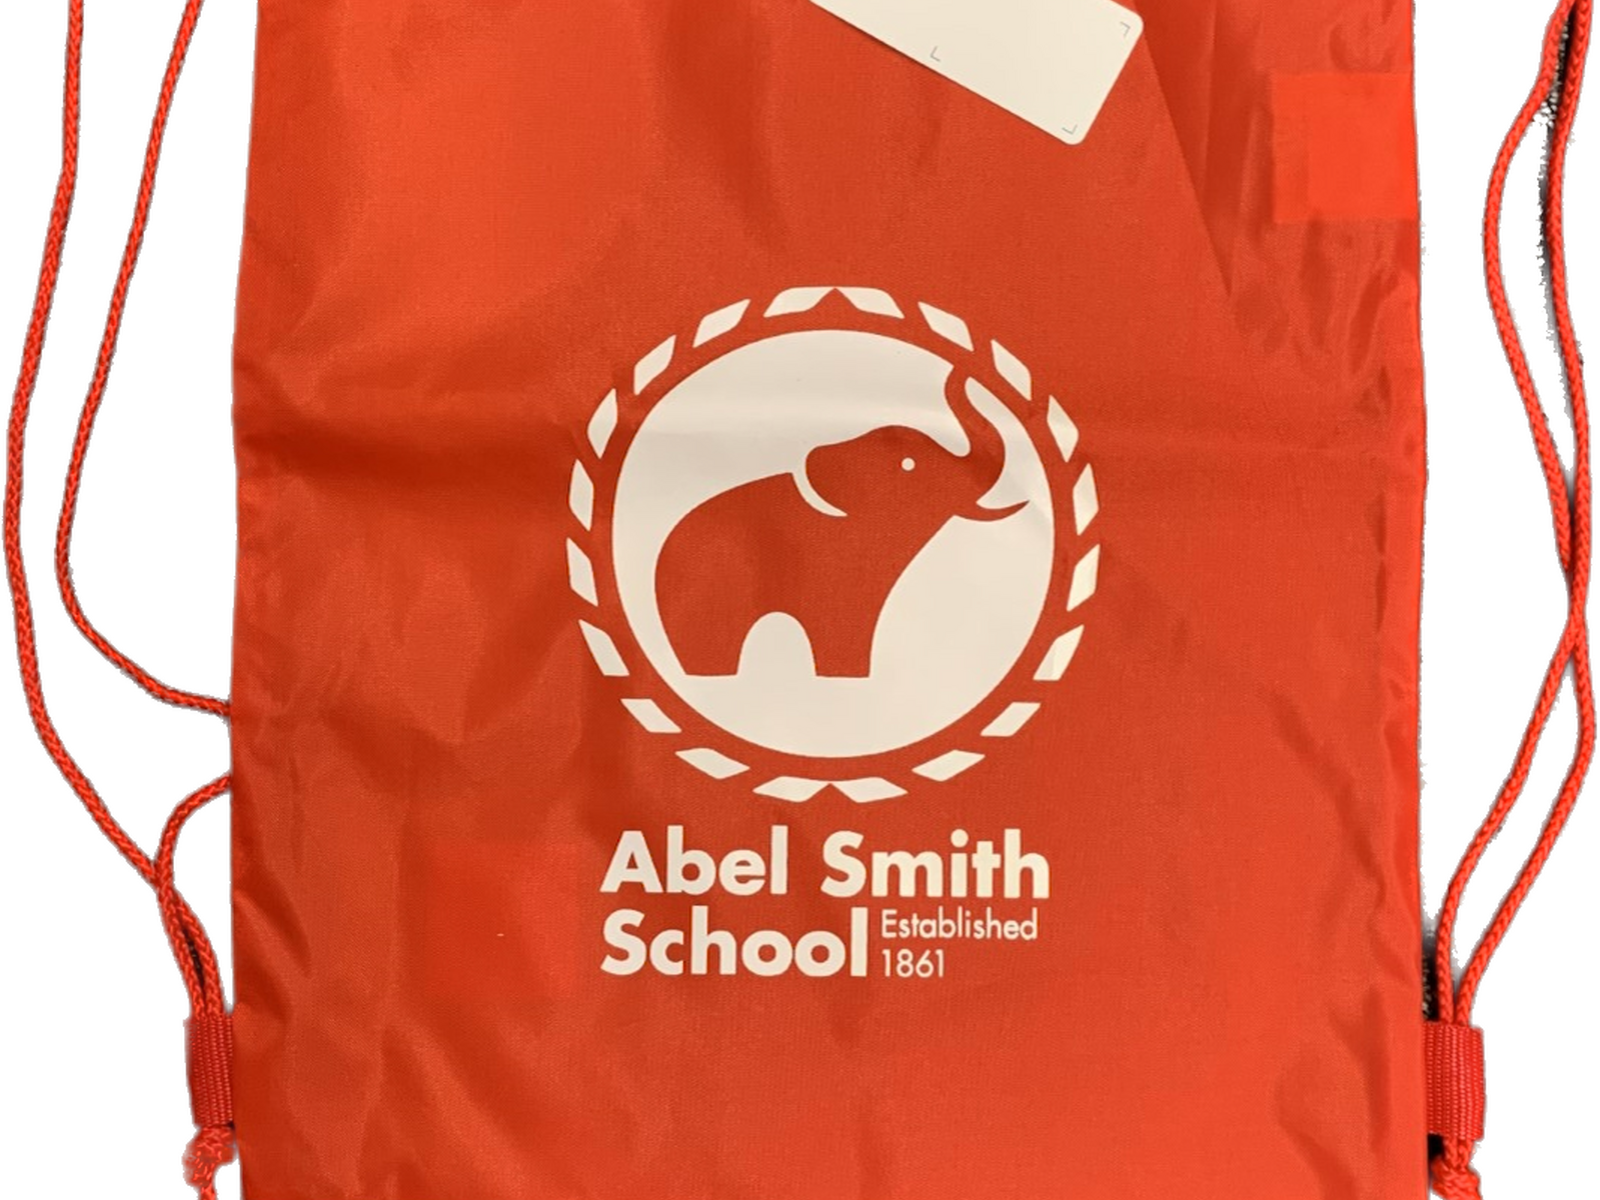 Abel Smith
School
Established
1861